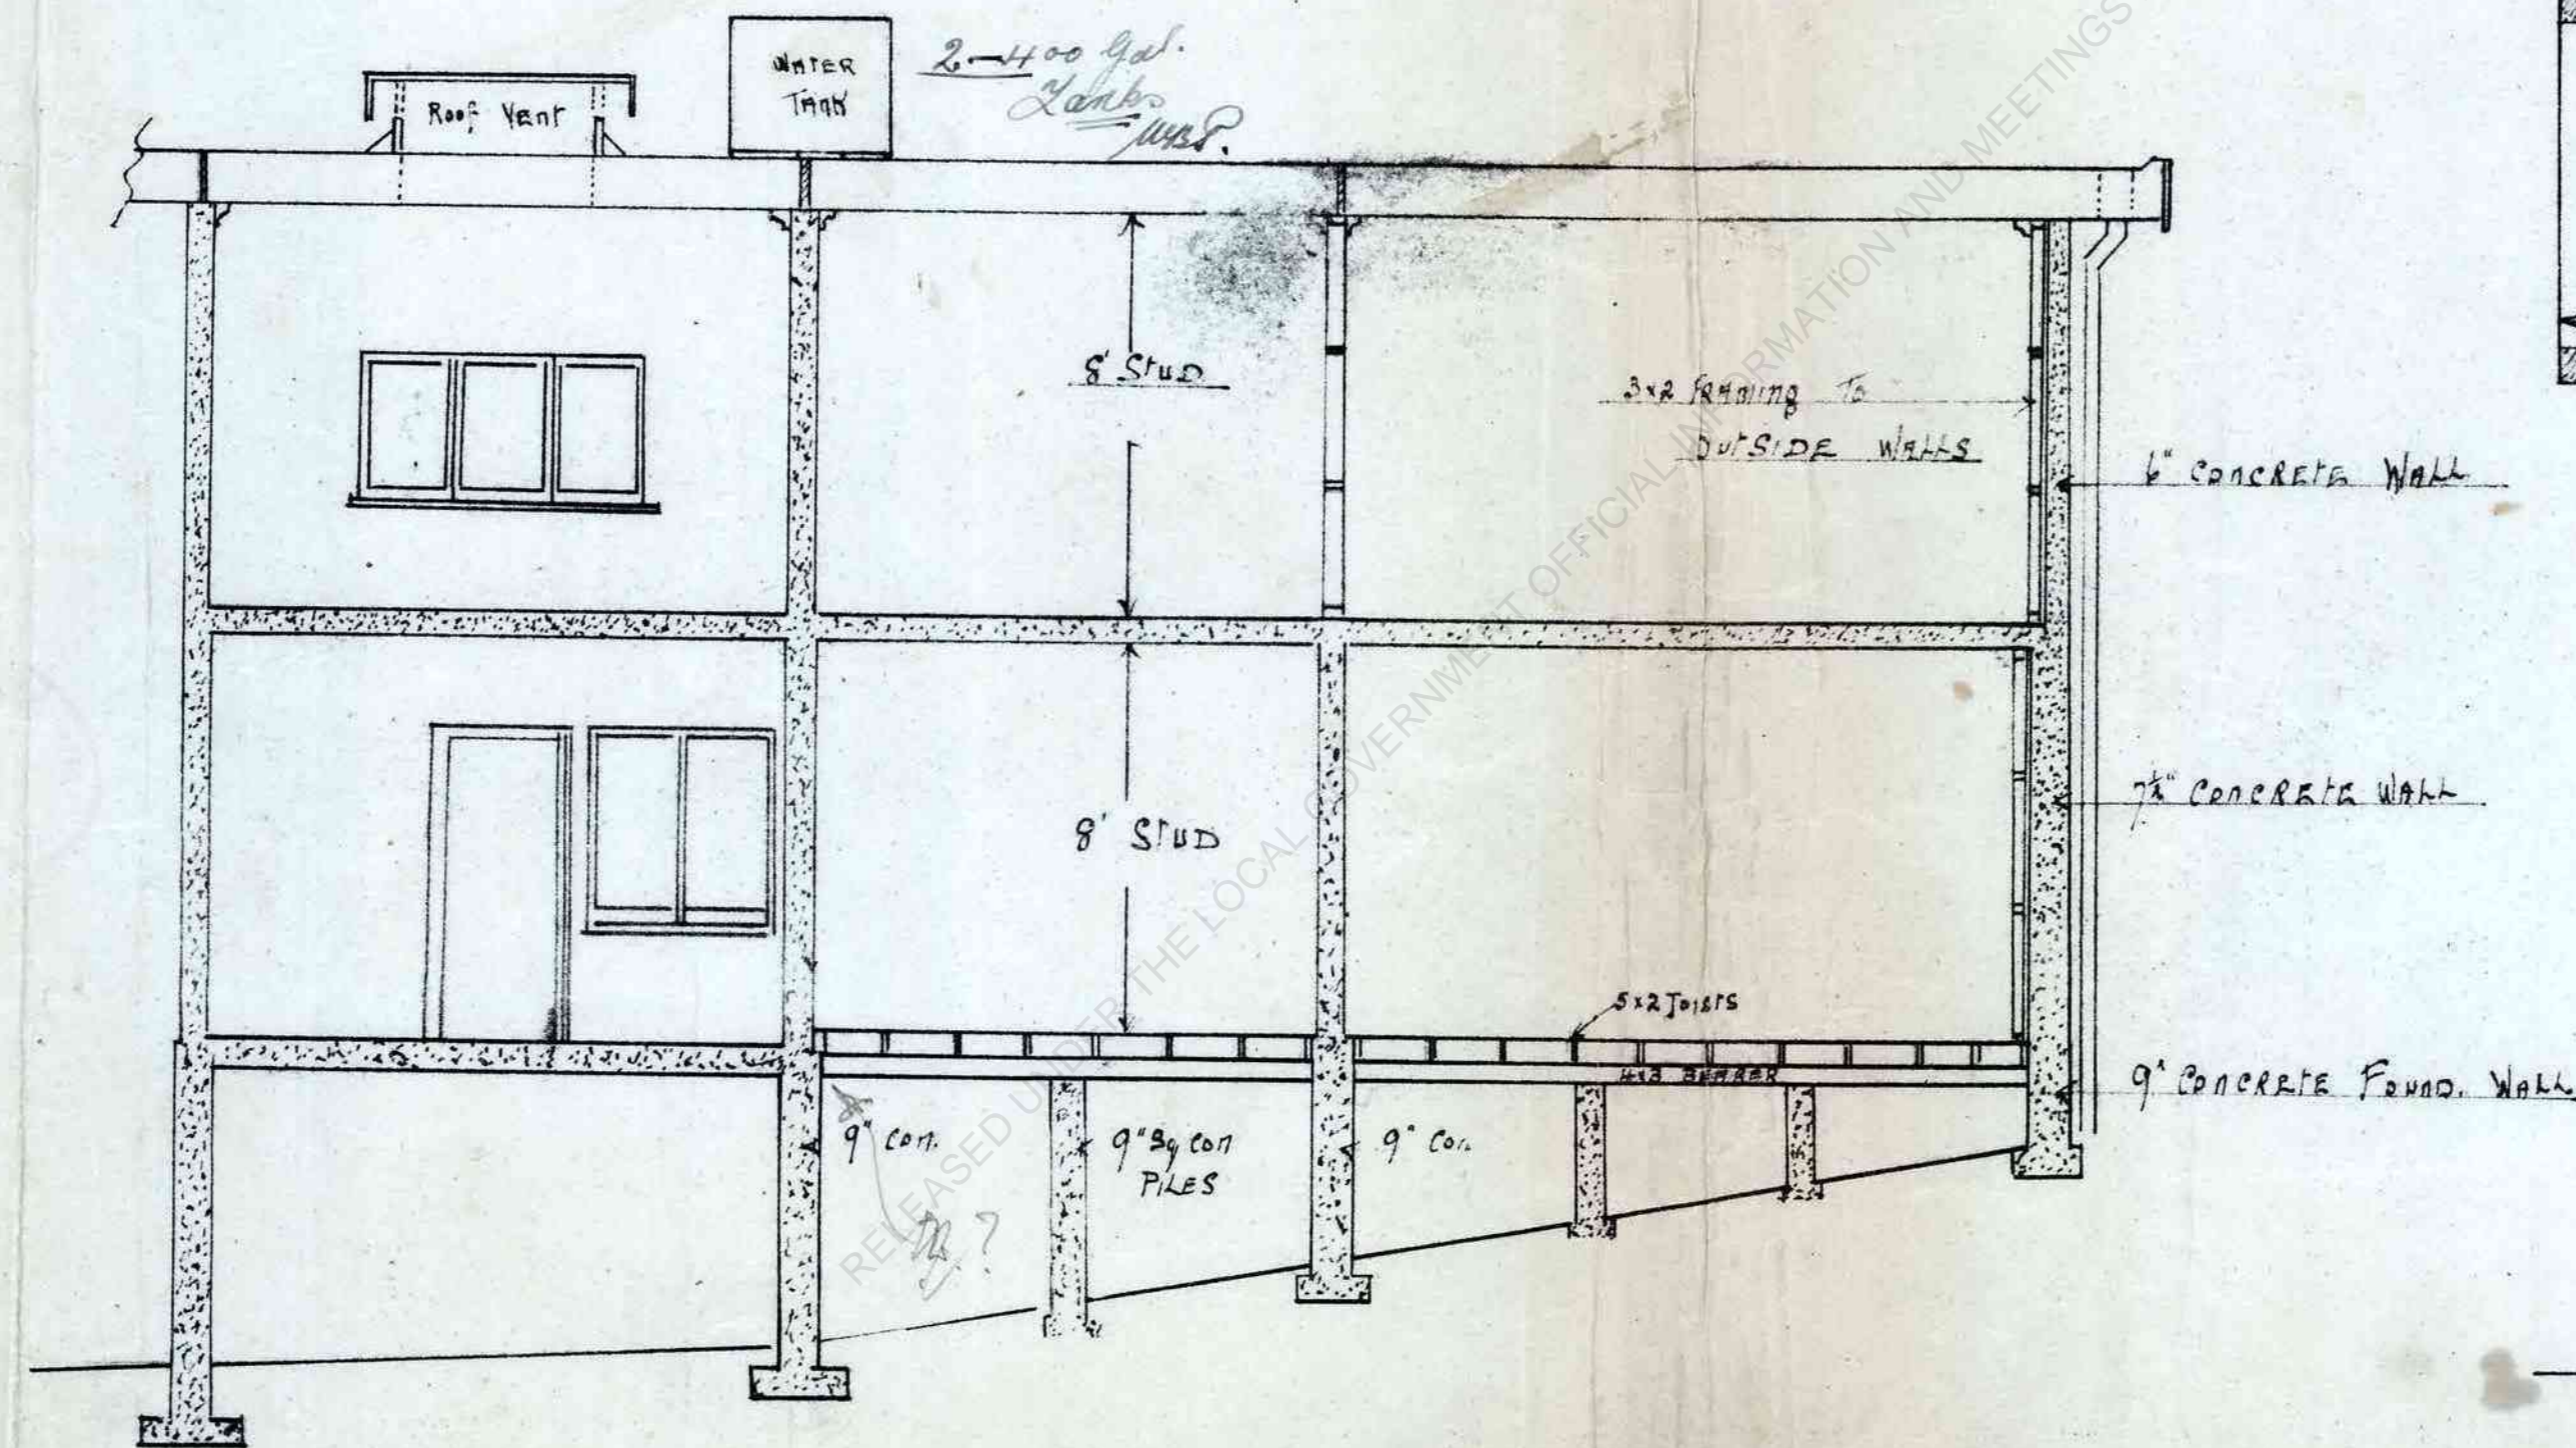 WATER
TANK
2-400 Gal.
Tanks
Roof Vent
8' STUD
3x2 FRAMING TO
OUTSIDE WALLS
6" CONCRETE WALL
8' STUD
CONCRETE WALL
5x2 JOISTS
4x3 BEARER
9" CONCRETE FOUND. WALL
9" CON.
9" Sq CON
PILES
9" CON
?
RELEASED UNDER THE LOCAL GOVERNMENT OFFICIAL INFORMATION AND MEETINGS